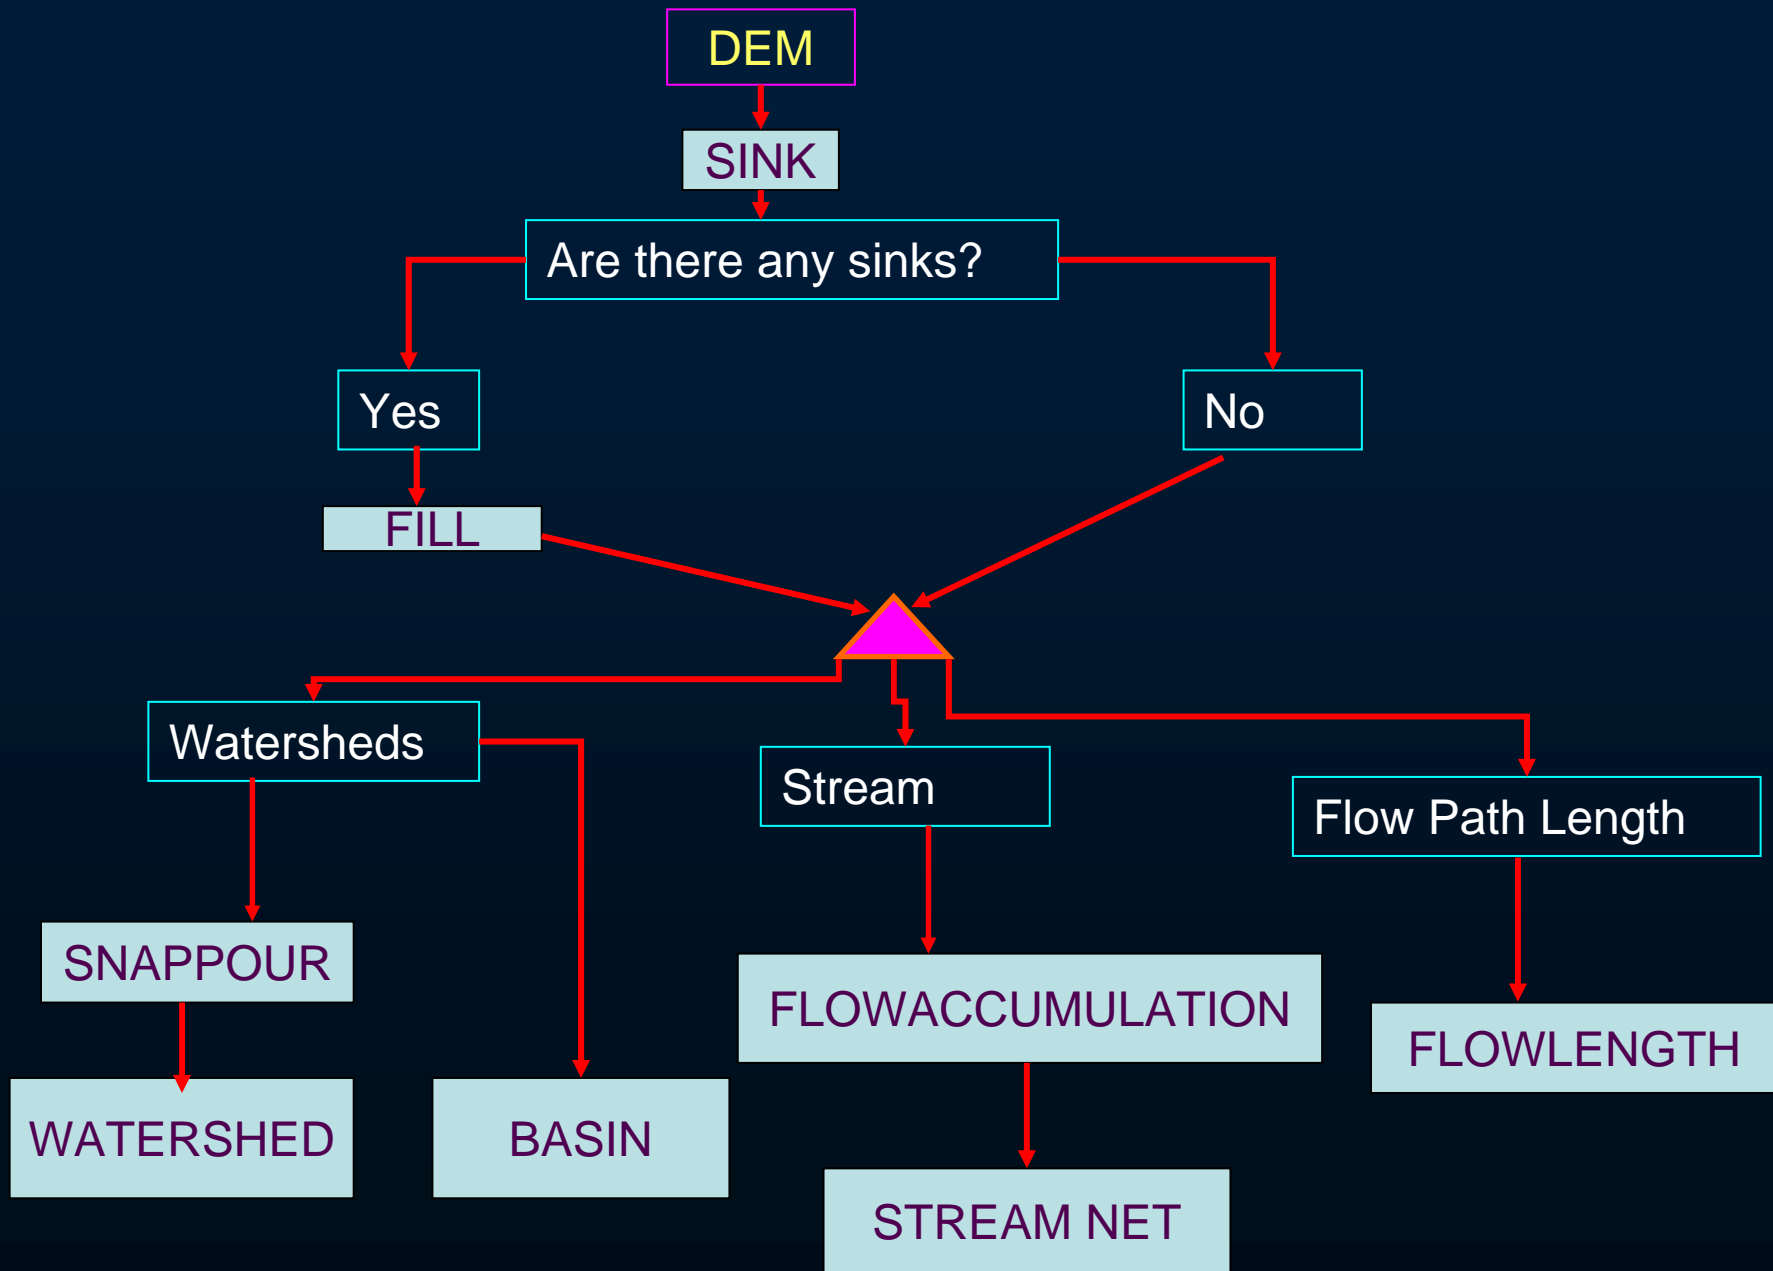 DEM
SINK
Are there any sinks?
Yes
No
FILL
Watersheds
Stream
Flow Path Length
SNAPPOUR
FLOWACCUMULATION
FLOWLENGTH
WATERSHED
BASIN
STREAM NET